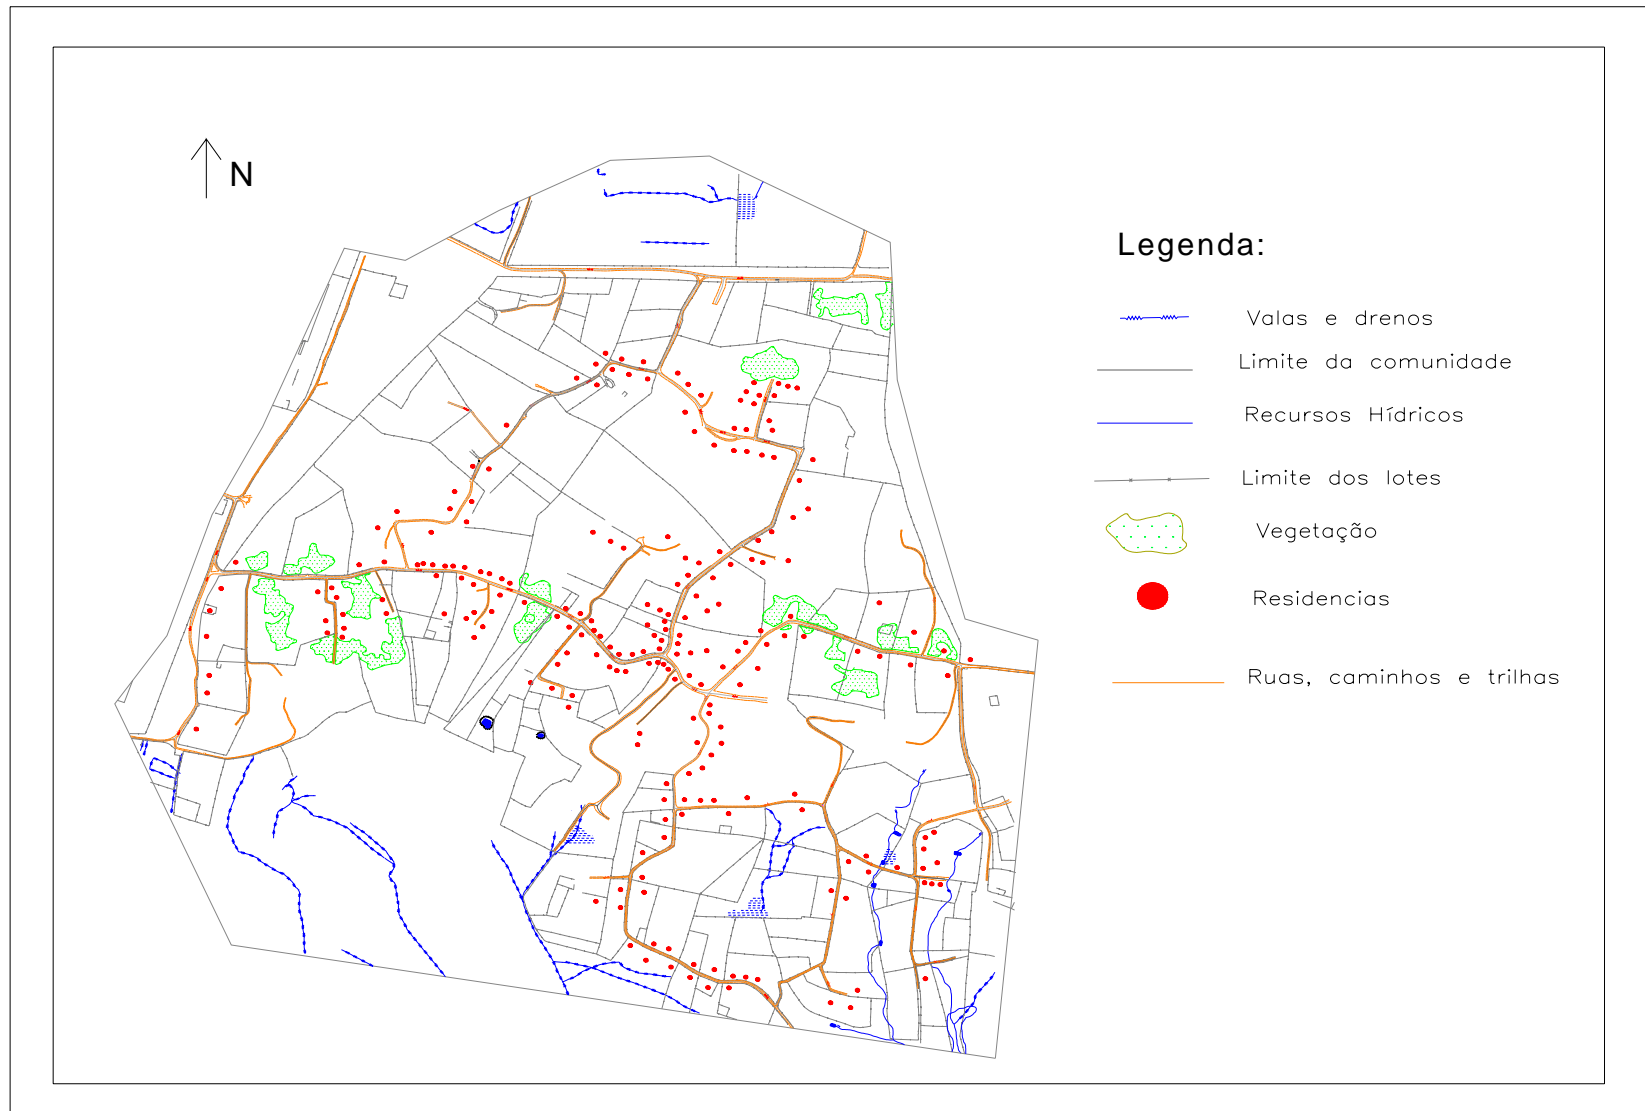 N
Legenda:
Valas e drenos
Limite da comunidade
Recursos Hídricos
Limite dos lotes
Vegetação
Residencias
Ruas, caminhos e trilhas